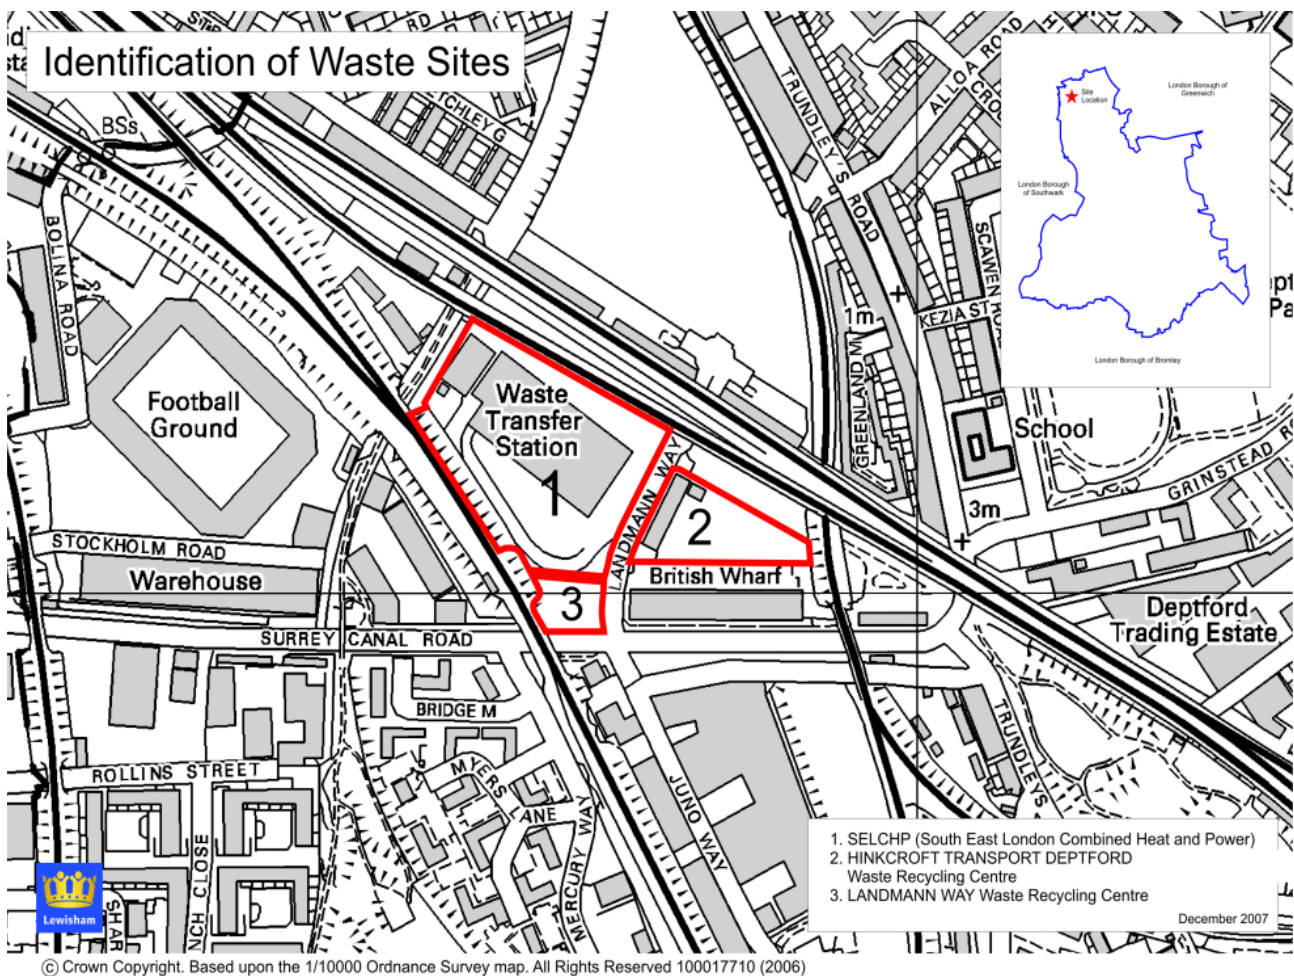 Identification of Waste Sites
BSs
BOLINA ROAD
TRUNDLEY'S ROAD
ALLOA ROAD
Site
Location
London Borough of
Greenwich
London Borough
of Southwark
London Borough of Bromley
1m
KEZIA ST
GREENLAND M
Football
Ground
Waste
Transfer
Station
1
LANDMANN WAY
2
School
GRINSTEAD RO
3m
STOCKHOLM ROAD
Warehouse
British Wharf
3
Deptford
Trading Estate
SURREY CANAL ROAD
BRIDGE M
TRUNDLEYS
ROLLINS STREET
MYERS
ANE
JUNO WAY
MERCURY WAY
NCH CLOSE
SHAR
Lewisham
1. SELCHP (South East London Combined Heat and Power)
2. HINKCROFT TRANSPORT DEPTFORD
Waste Recycling Centre
3. LANDMANN WAY Waste Recycling Centre
December 2007
© Crown Copyright. Based upon the 1/10000 Ordnance Survey map. All Rights Reserved 100017710 (2006)